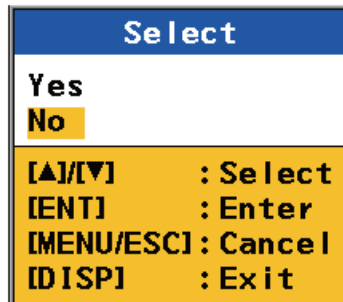 Select
Yes
No
[▲]/[▼] :Select
[ENT] :Enter
[MENU/ESC]:Cancel
[DISP] :Exit